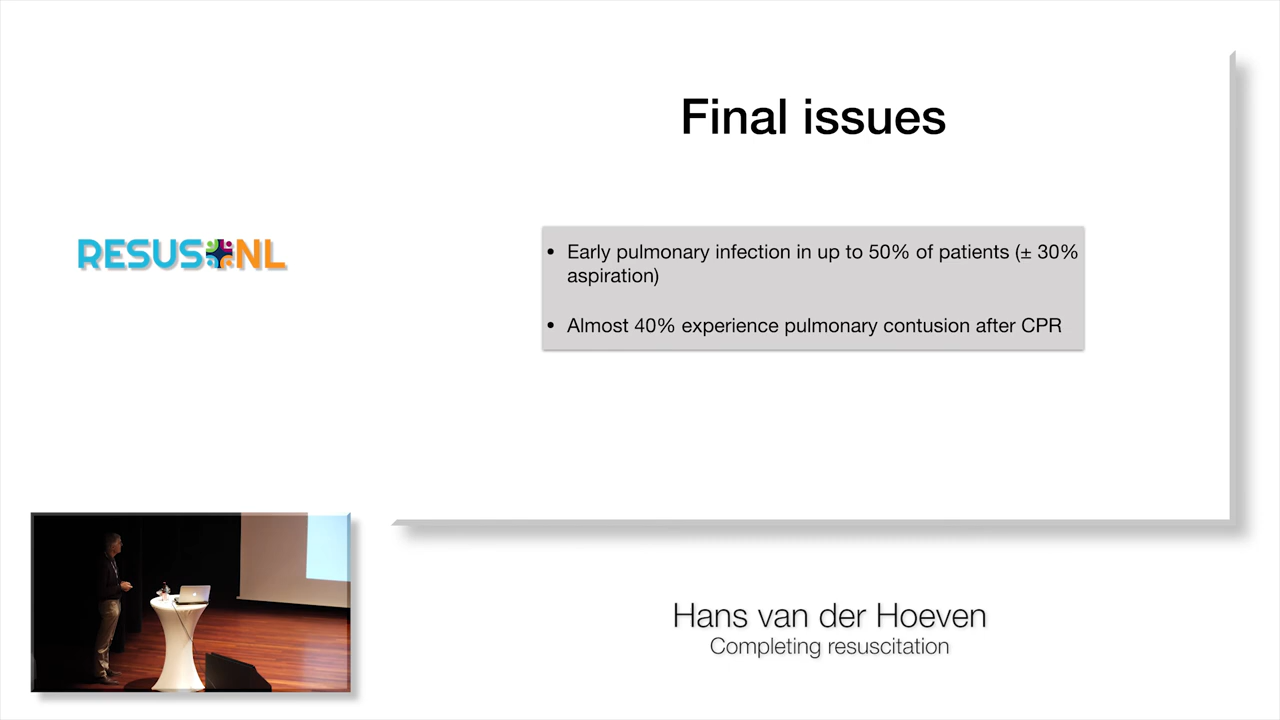 Final issues
RESUS NL
• Early pulmonary infection in up to 50% of patients (± 30%
aspiration)
• Almost 40% experience pulmonary contusion after CPR
Hans van der Hoeven
Completing resuscitation